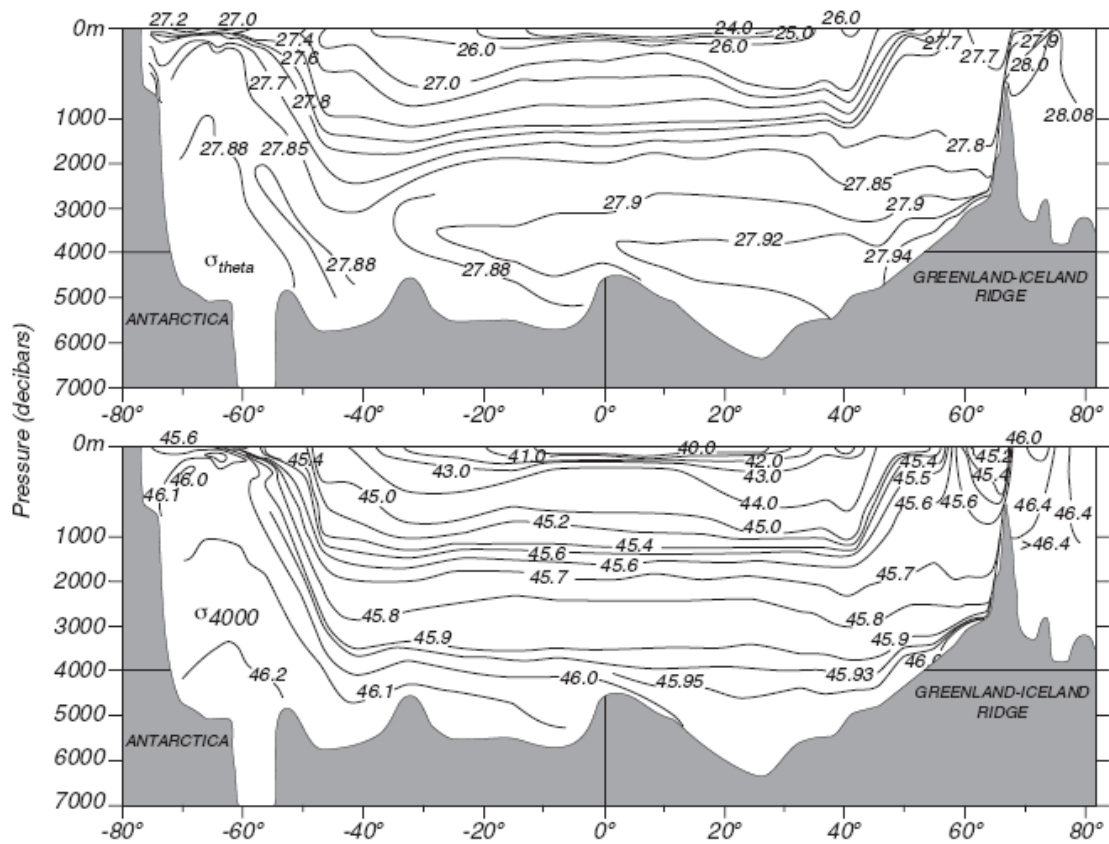 27.2 27.0 24.0 26.0
27.4 26.0 26.0 25.0 27.7 27.9
27.6 27.0 27.7 28.0
27.7 27.8 28.08
27.88 27.85 27.8
27.85
27.9 27.9
27.92 27.94
27.88 27.88
σtheta
0m
1000
2000
3000
4000
5000
6000
7000
ANTARCTICA
GREENLAND-ICELAND
RIDGE
-80° -60° -40° -20° 0° 20° 40° 60° 80°
Pressure (decibars)
45.6 40.0 46.0
45.4 43.0 41.0 42.0 45.4 45.2
46.0 43.0 45.5 45.4
46.1 45.0 44.0 45.6 45.6 46.4 46.4
45.2 45.0 >46.4
45.6 45.4
45.6
45.7 45.7
45.8 45.8
45.9 45.9
46.2 46.1 46.0 45.95 45.93
σ4000
0m
1000
2000
3000
4000
5000
6000
7000
ANTARCTICA
GREENLAND-ICELAND
RIDGE
-80° -60° -40° -20° 0° 20° 40° 60° 80°